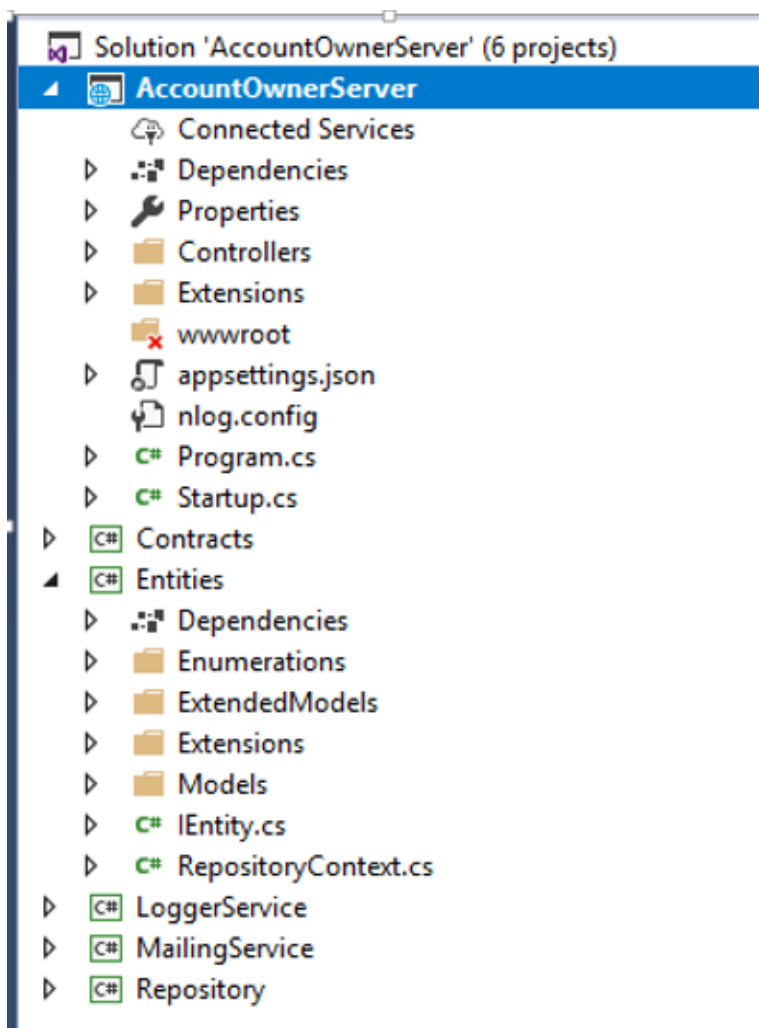 Solution 'AccountOwnerServer' (6 projects)
AccountOwnerServer
Connected Services
Dependencies
Properties
Controllers
Extensions
wwwroot
appsettings.json
nlog.config
C# Program.cs
C# Startup.cs
C# Contracts
C# Entities
Dependencies
Enumerations
ExtendedModels
Extensions
Models
C# IEntity.cs
C# RepositoryContext.cs
C# LoggerService
C# MailingService
C# Repository